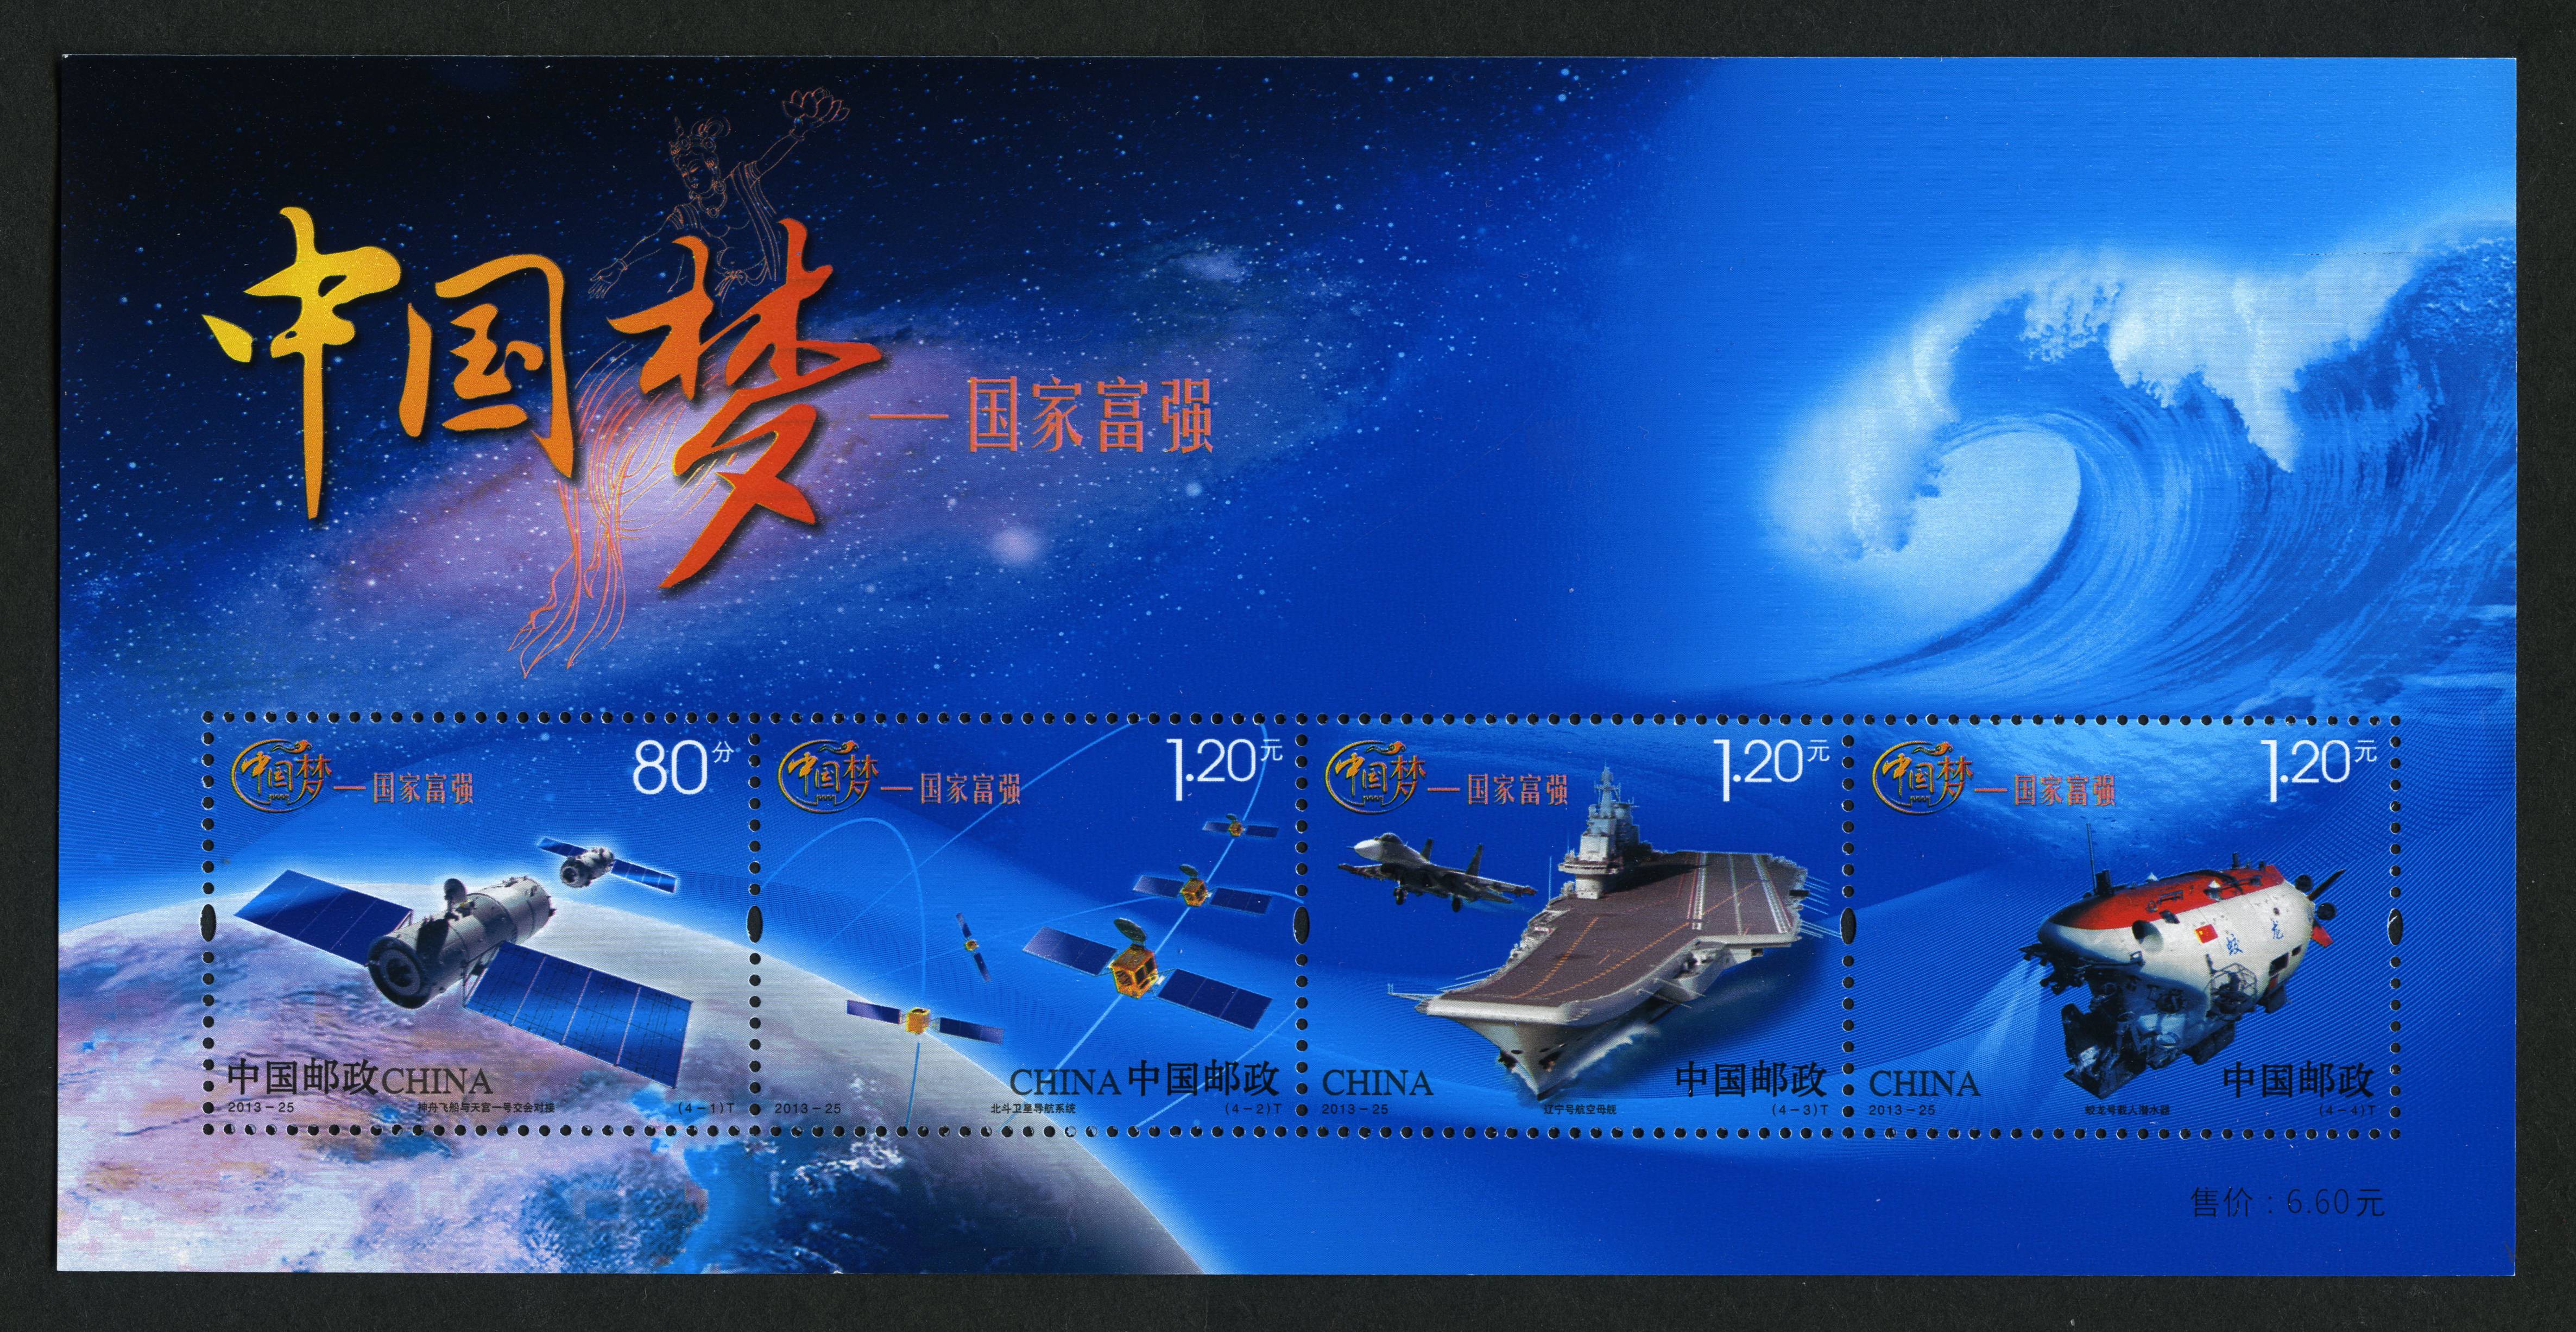 中国梦
—国家富强
中国梦—国家富强
80分
中国邮政CHINA
2013-25
神舟飞船与天宫一号交会对接
(4-1)T
中国梦—国家富强
1.20元
CHINA中国邮政
2013-25
北斗卫星导航系统
(4-2)T
中国梦—国家富强
1.20元
CHINA
中国邮政
2013-25
辽宁号航空母舰
(4-3)T
中国梦—国家富强
1.20元
蛟龙
CHINA
中国邮政
2013-25
蛟龙号载人潜水器
(4-4)T
售价：6.60元